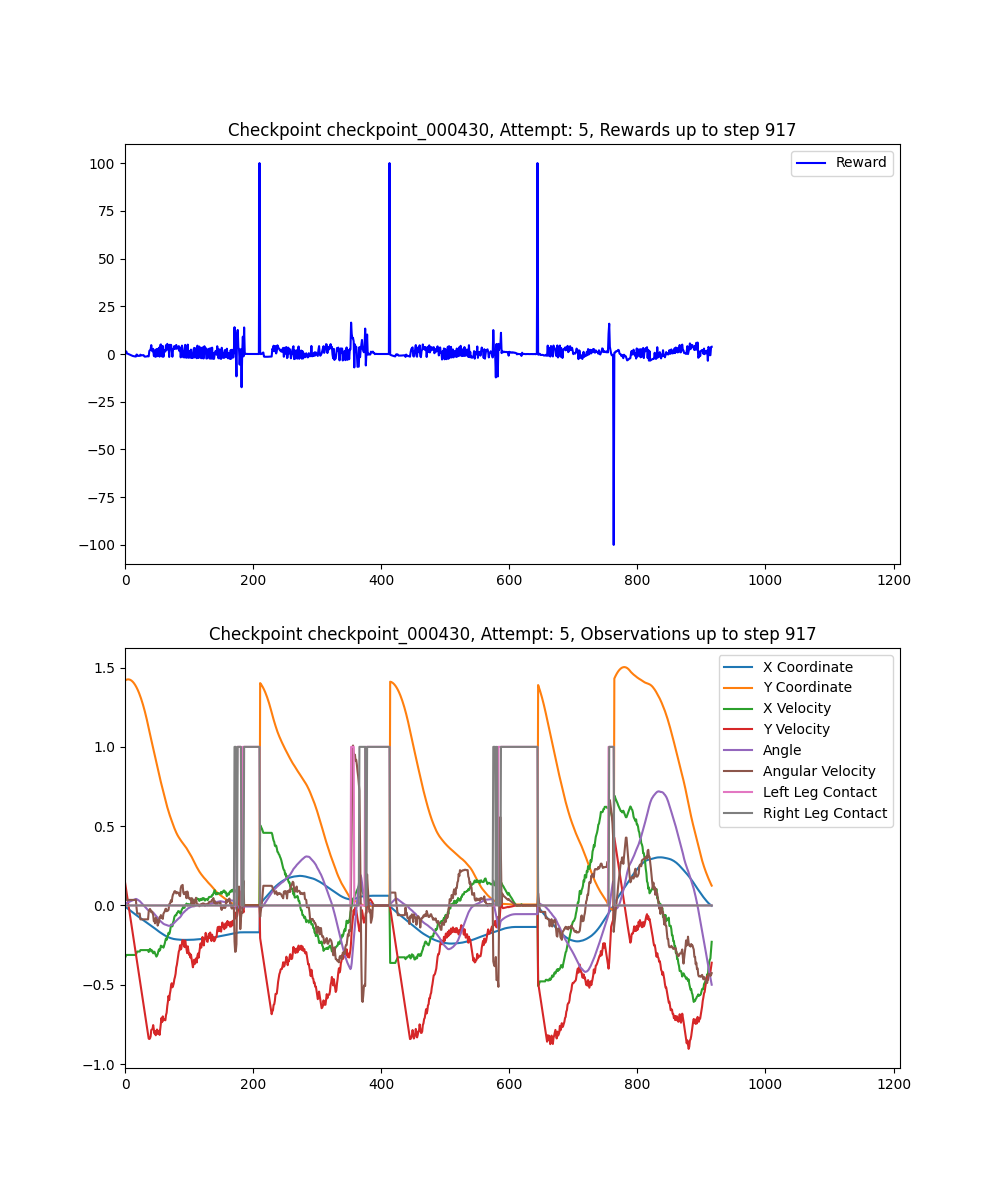 Checkpoint checkpoint_000430, Attempt: 5, Rewards up to step 917
100
75
50
25
0
−25
−50
−75
−100
Reward
0 200 400 600 800 1000 1200
Checkpoint checkpoint_000430, Attempt: 5, Observations up to step 917
1.5
1.0
0.5
0.0
−0.5
−1.0
X Coordinate
Y Coordinate
X Velocity
Y Velocity
Angle
Angular Velocity
Left Leg Contact
Right Leg Contact
0 200 400 600 800 1000 1200